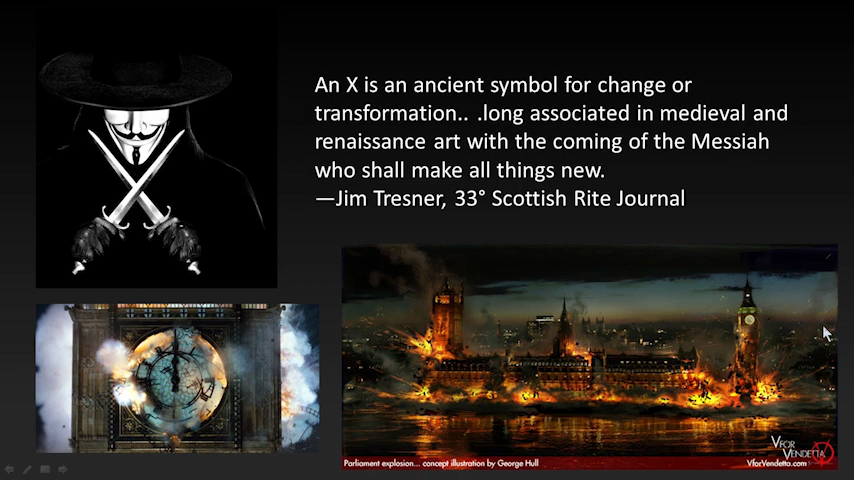 An X is an ancient symbol for change or
transformation.. .long associated in medieval and
renaissance art with the coming of the Messiah
who shall make all things new.
—Jim Tresner, 33° Scottish Rite Journal
Parliament explosion... concept illustration by George Hull
V FOR
VENDETTA
VforVendetta.com